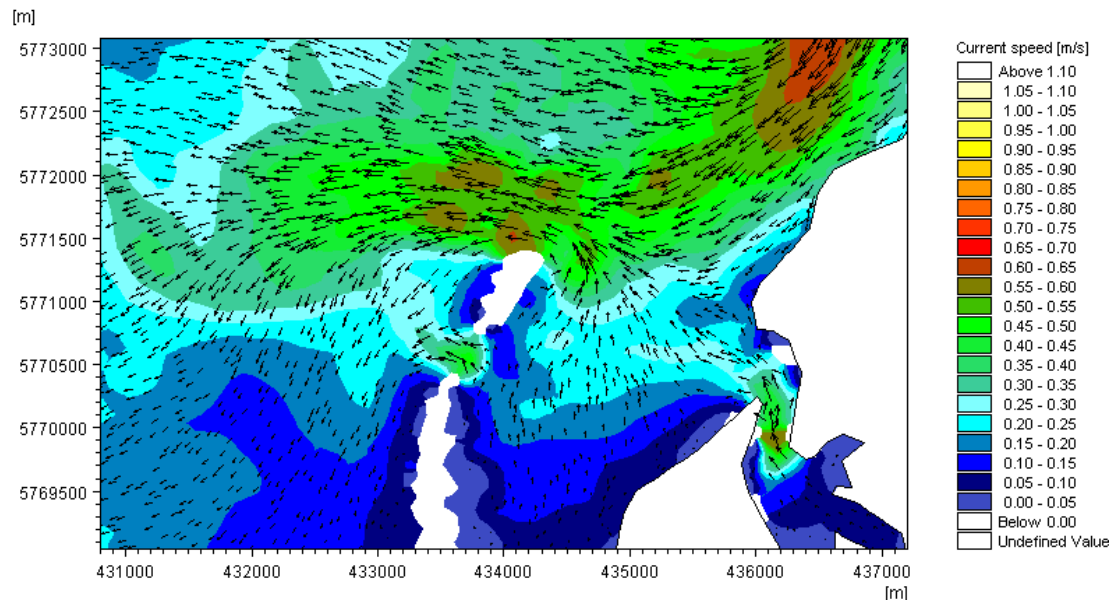 [m]
5773000
5772500
5772000
5771500
5771000
5770500
5770000
5769500
431000 432000 433000 434000 435000 436000 437000
[m]
Current speed [m/s]
Above 1.10
1.05 - 1.10
1.00 - 1.05
0.95 - 1.00
0.90 - 0.95
0.85 - 0.90
0.80 - 0.85
0.75 - 0.80
0.70 - 0.75
0.65 - 0.70
0.60 - 0.65
0.55 - 0.60
0.50 - 0.55
0.45 - 0.50
0.40 - 0.45
0.35 - 0.40
0.30 - 0.35
0.25 - 0.30
0.20 - 0.25
0.15 - 0.20
0.10 - 0.15
0.05 - 0.10
0.00 - 0.05
Below 0.00
Undefined Value